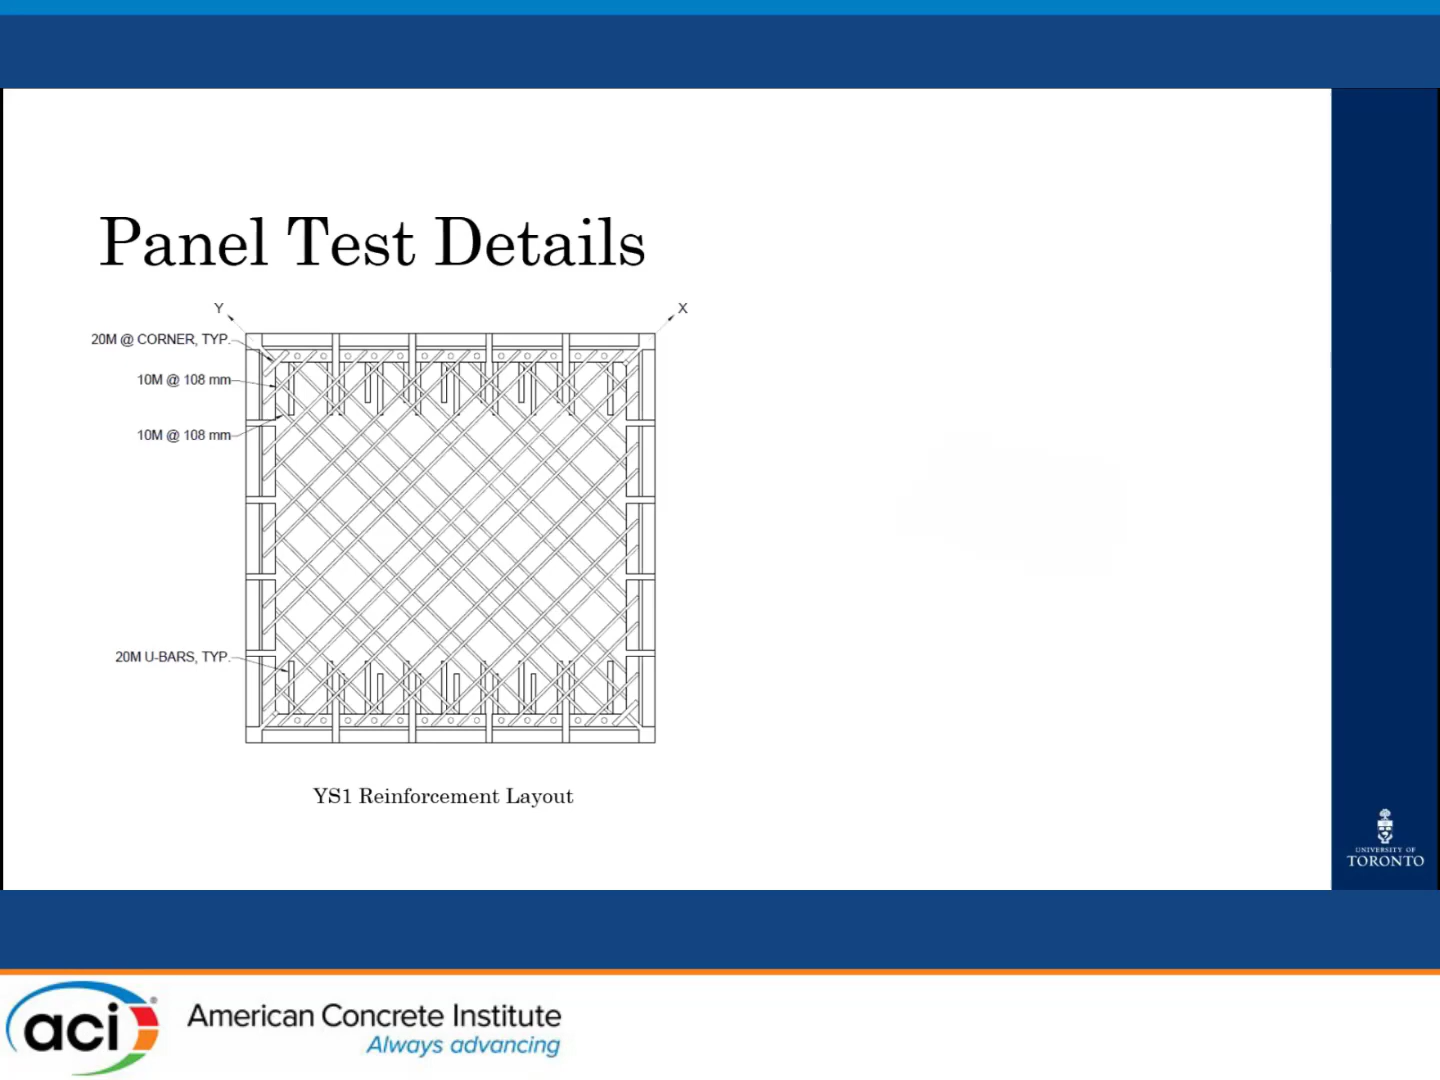 Panel Test Details
Y
X
20M @ CORNER, TYP.
10M @ 108 mm
10M @ 108 mm
20M U-BARS, TYP.
YS1 Reinforcement Layout
UNIVERSITY OF
TORONTO
aci®
American Concrete Institute
Always advancing